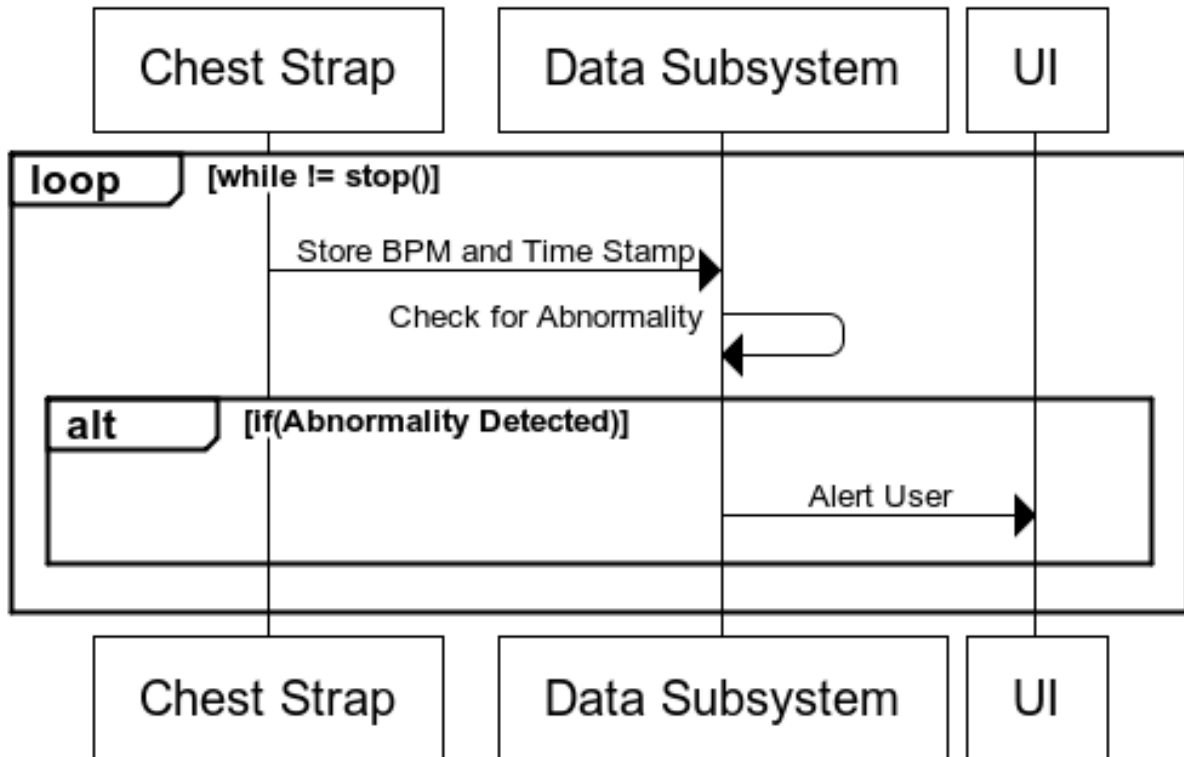 Chest Strap
Data Subsystem
UI
loop
[while != stop()]
Store BPM and Time Stamp
Check for Abnormality
alt
[if(Abnormality Detected)]
Alert User
Chest Strap
Data Subsystem
UI